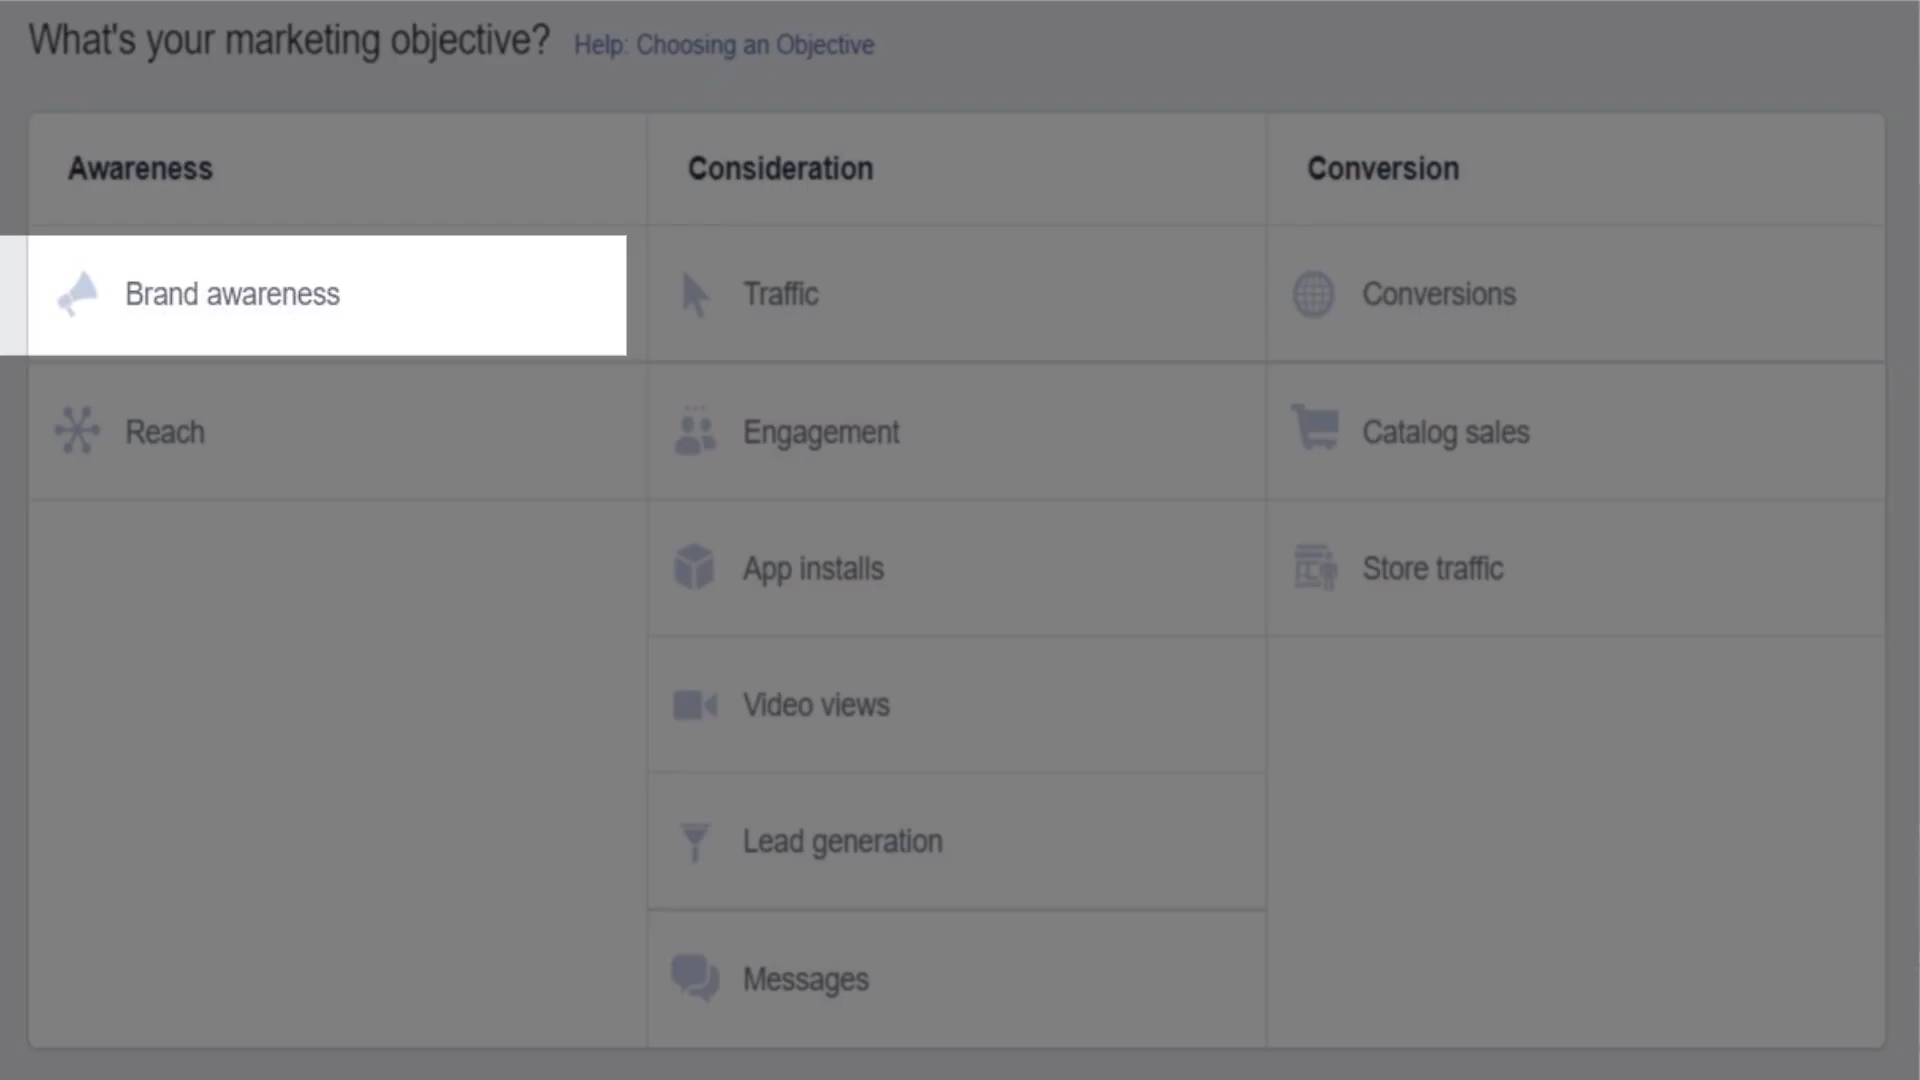 What's your marketing objective? Help: Choosing an Objective
Awareness Consideration Conversion
Brand awareness Traffic Conversions
Reach Engagement Catalog sales
App installs Store traffic
Video views
Lead generation
Messages